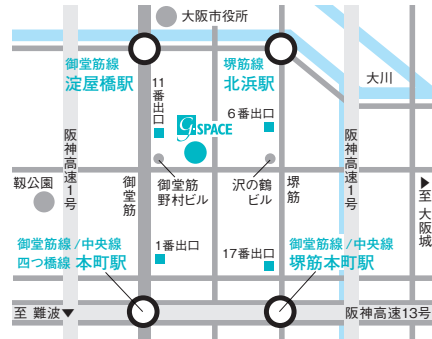 大阪市役所
御堂筋線
淀屋橋駅
堺筋線
北浜駅
大川
11番出口
6番出口
g-SPACE
阪神高速1号
阪神高速1号
靱公園
御堂筋
御堂筋
野村ビル
沢の鶴
ビル
堺筋
▶至 大阪城
御堂筋線/中央線
四つ橋線 本町駅
1番出口
17番出口
御堂筋線/中央線
堺筋本町駅
至 難波▼
阪神高速13号